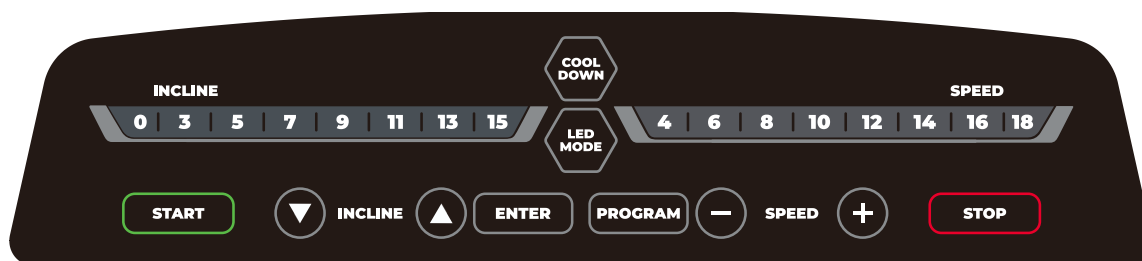 COOL
DOWN
INCLINE
SPEED
0 | 3 | 5 | 7 | 9 | 11 | 13 | 15
LED
MODE
4 | 6 | 8 | 10 | 12 | 14 | 16 | 18
START
INCLINE
ENTER
PROGRAM
SPEED
STOP